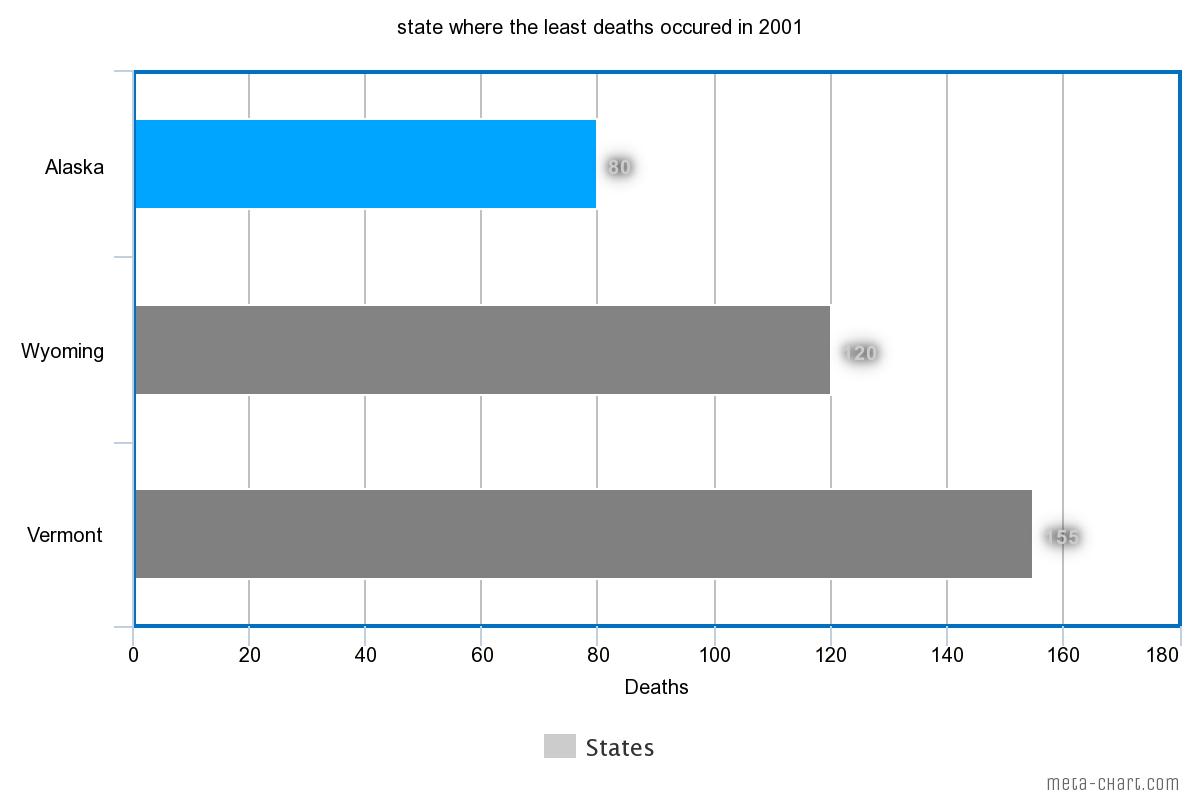 state where the least deaths occured in 2001
Alaska
80
Wyoming
120
Vermont
155
0 20 40 60 80 100 120 140 160 180
Deaths
States
meta-chart.com